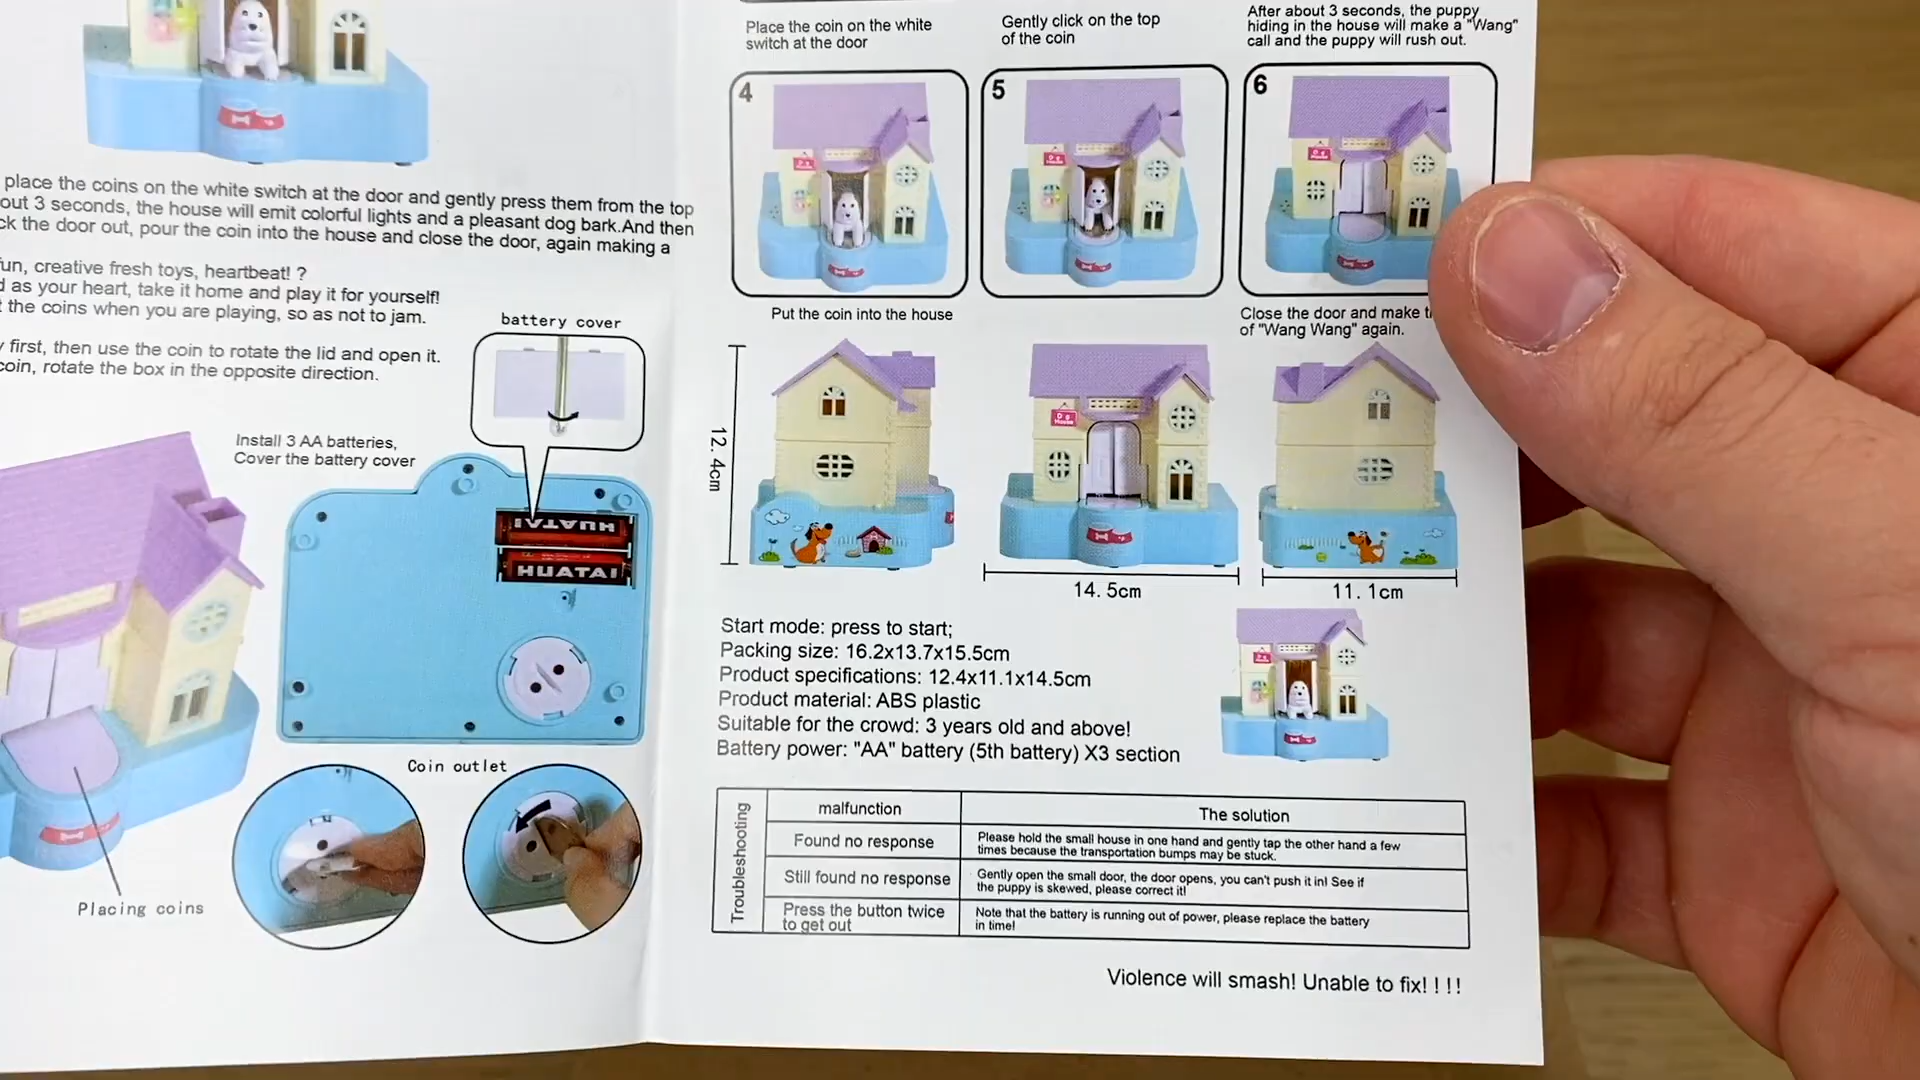 place the coins on the white switch at the door and gently press them from the top
out 3 seconds, the house will emit colorful lights and a pleasant dog bark.And then
ck the door out, pour the coin into the house and close the door, again making a
un, creative fresh toys, heartbeat! ?
as your heart, take it home and play it for yourself!
the coins when you are playing, so as not to jam.
first, then use the coin to rotate the lid and open it.
coin, rotate the box in the opposite direction.
battery cover
Install 3 AA batteries,
Cover the battery cover
HUATAI
HUATAI
Coin outlet
Placing coins
Place the coin on the white
switch at the door
Gently click on the top
of the coin
After about 3 seconds, the puppy
hiding in the house will make a "Wang"
call and the puppy will rush out.
4
5
6
Put the coin into the house
Close the door and make t
of "Wang Wang" again.
12.4cm
14.5cm
11.1cm
Start mode: press to start;
Packing size: 16.2x13.7x15.5cm
Product specifications: 12.4x11.1x14.5cm
Product material: ABS plastic
Suitable for the crowd: 3 years old and above!
Battery power: "AA" battery (5th battery) X3 section
Troubleshooting
malfunction
The solution
Found no response
Please hold the small house in one hand and gently tap the other hand a few
times because the transportation bumps may be stuck.
Still found no response
Gently open the small door, the door opens, you can't push it in! See if
the puppy is skewed, please correct it!
Press the button twice
to get out
Note that the battery is running out of power, please replace the battery
in time!
Violence will smash! Unable to fix! ! ! !